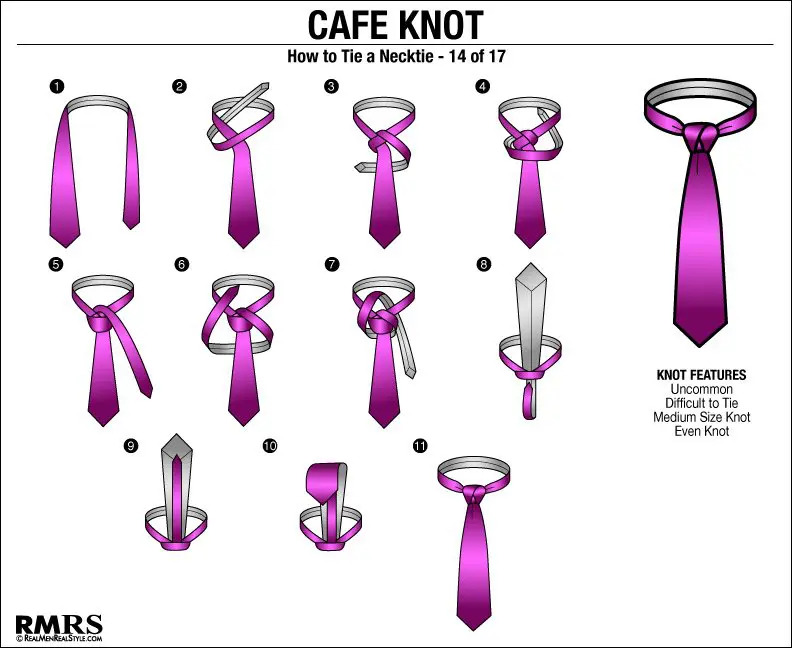 CAFE KNOT
How to Tie a Necktie - 14 of 17
1
2
3
4
5
6
7
8
KNOT FEATURES
Uncommon
Difficult to Tie
Medium Size Knot
Even Knot
9
10
11
RMRS
© REALMENREALSTYLE.COM